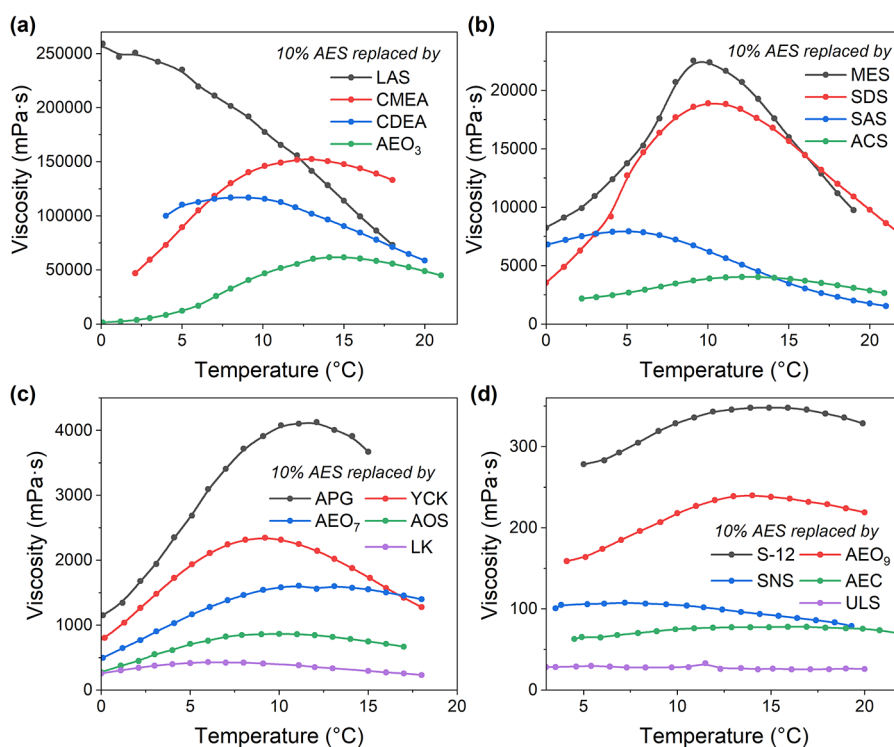 (a)
10% AES replaced by
LAS
CMEA
CDEA
AEO₃
Viscosity (mPa·s)
250000
200000
150000
100000
50000
0
0 5 10 15 20
Temperature (°C)
(b)
10% AES replaced by
MES
SDS
SAS
ACS
Viscosity (mPa·s)
20000
15000
10000
5000
0
0 5 10 15 20
Temperature (°C)
(c)
10% AES replaced by
APG YCK
AEO₇ AOS
LK
Viscosity (mPa·s)
4000
3000
2000
1000
0
0 5 10 15 20
Temperature (°C)
(d)
10% AES replaced by
S-12 AEO₉
SNS AEC
ULS
Viscosity (mPa·s)
300
200
100
0
5 10 15 20
Temperature (°C)